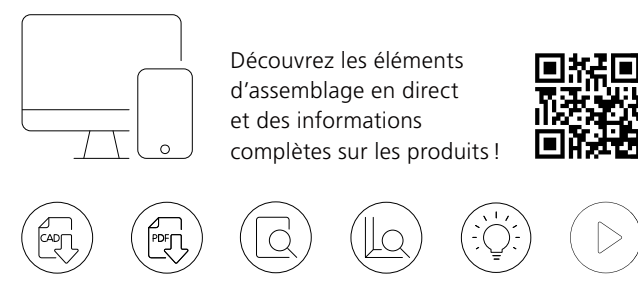 Découvrez les éléments
d’assemblage en direct
et des informations
complètes sur les produits !
CAD PDF